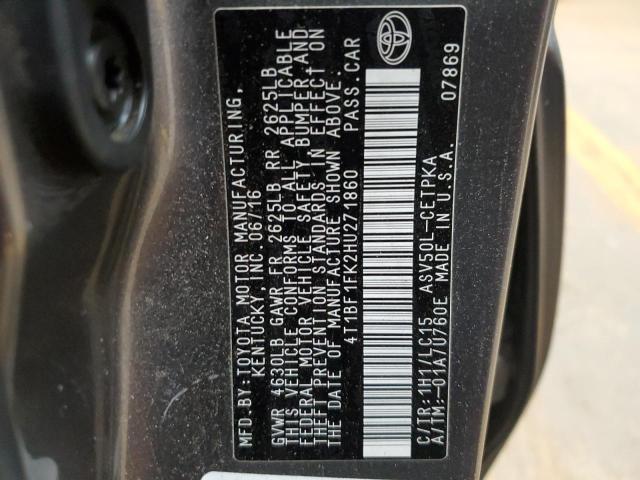 MFD.BY:TOYOTA MOTOR MANUFACTURING,
KENTUCKY, INC. 06/16
GVWR 4630LB GAWR FR 2625LB RR 2625LB
THIS VEHICLE CONFORMS TO ALL APPLICABLE
FEDERAL MOTOR VEHICLE SAFETY, BUMPER, AND
THEFT PREVENTION STANDARDS IN EFFECT ON
THE DATE OF MANUFACTURE SHOWN ABOVE.
4T1BF1FK2HU271860 PASS.CAR
C/TR:1H1/LC15 ASV50L-CETPKA
A/TM:-01A/U760E MADE IN U.S.A.
07869